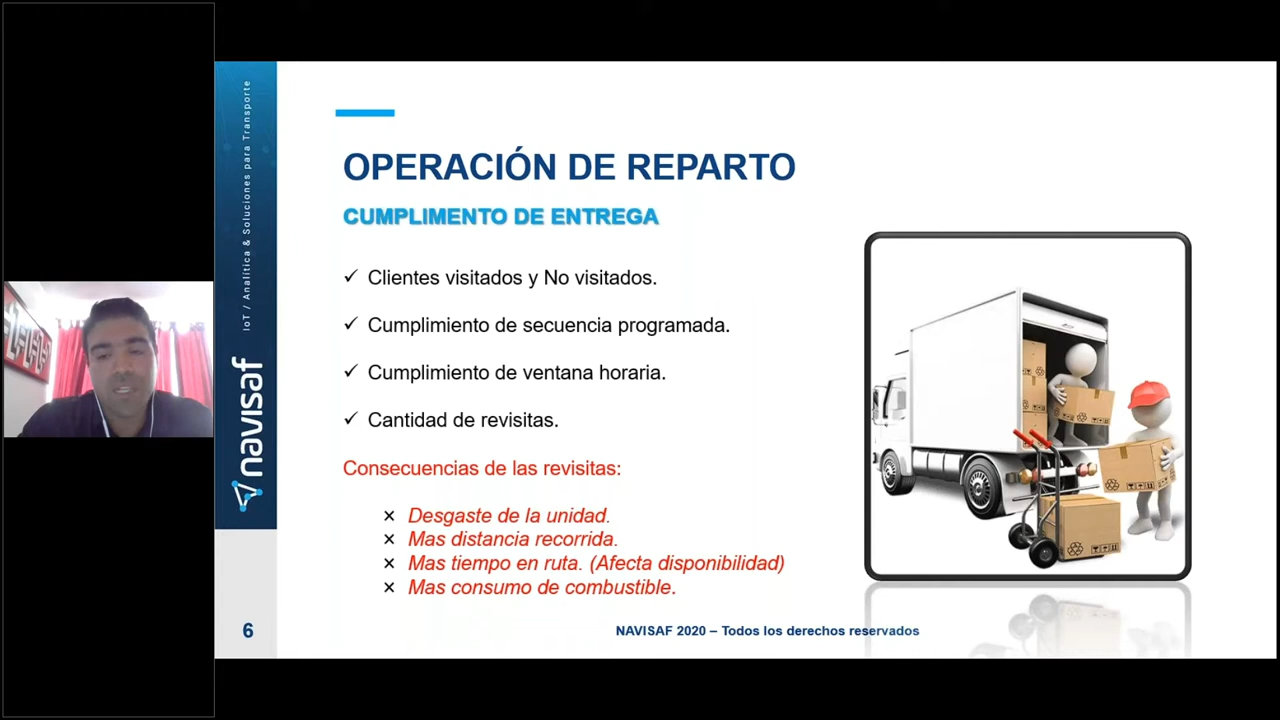 IoT / Analítica & Soluciones para Transporte
navisaf
OPERACIÓN DE REPARTO
CUMPLIMENTO DE ENTREGA
✓ Clientes visitados y No visitados.
✓ Cumplimiento de secuencia programada.
✓ Cumplimiento de ventana horaria.
✓ Cantidad de revisitas.
Consecuencias de las revisitas:
× Desgaste de la unidad.
× Mas distancia recorrida.
× Mas tiempo en ruta. (Afecta disponibilidad)
× Mas consumo de combustible.
6
NAVISAF 2020 – Todos los derechos reservados